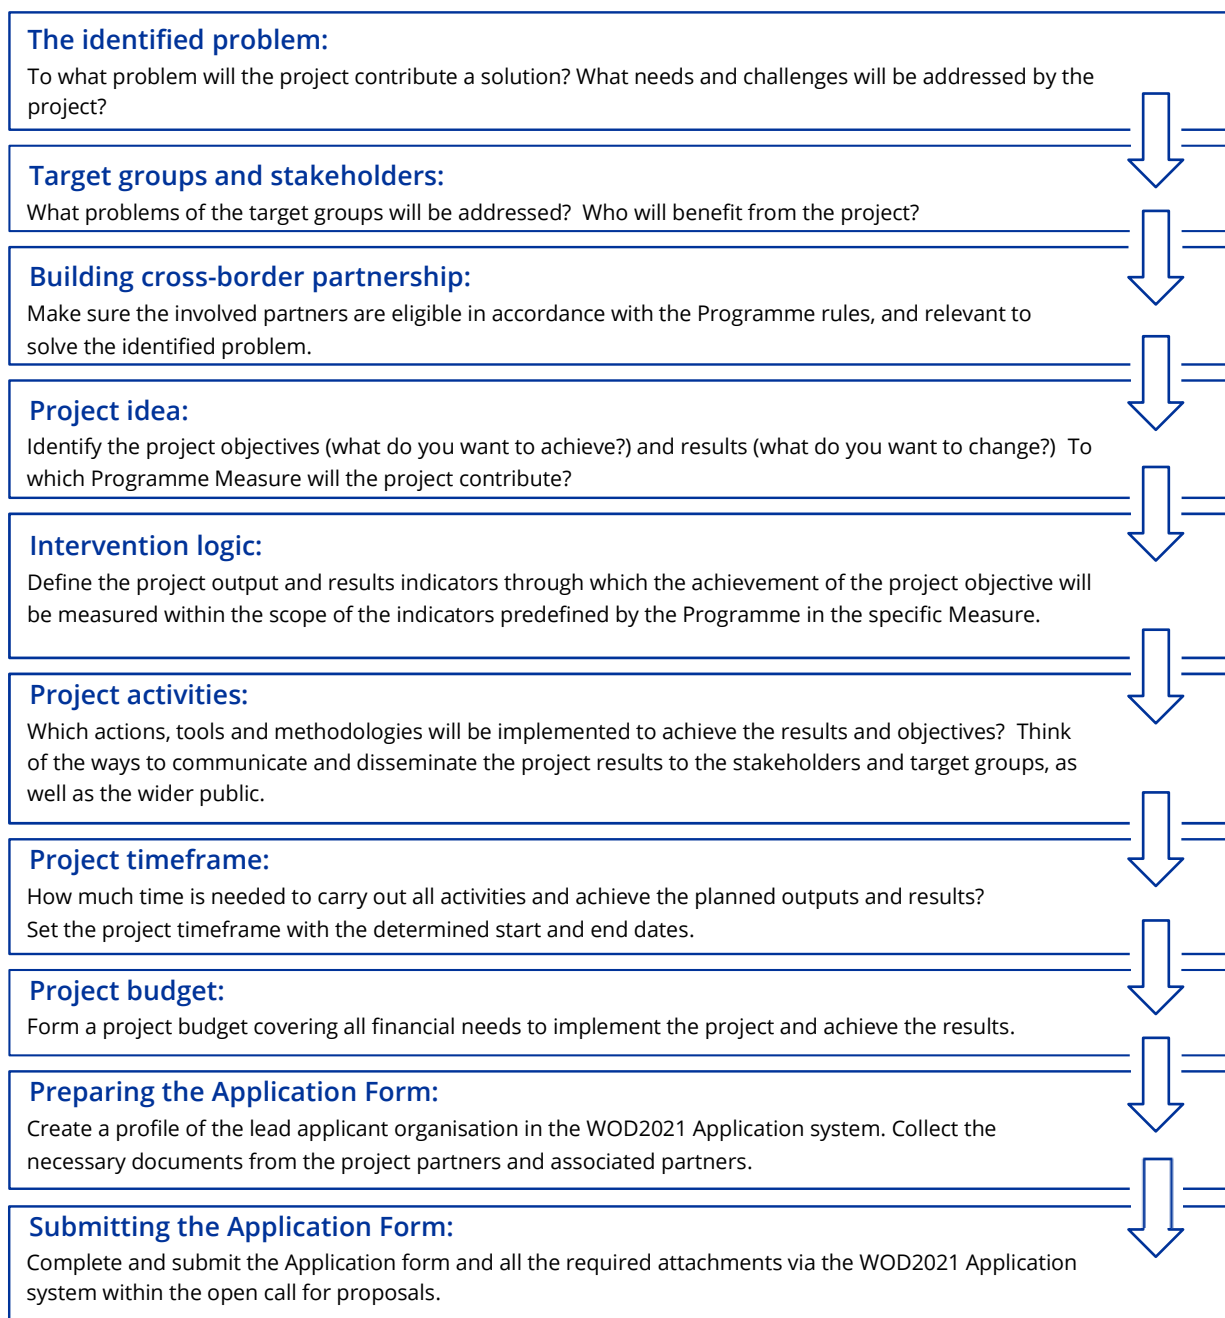 The identified problem:
To what problem will the project contribute a solution? What needs and challenges will be addressed by the
project?
Target groups and stakeholders:
What problems of the target groups will be addressed?  Who will benefit from the project?
Building cross-border partnership:
Make sure the involved partners are eligible in accordance with the Programme rules, and relevant to
solve the identified problem.
Project idea:
Identify the project objectives (what do you want to achieve?) and results (what do you want to change?)  To
which Programme Measure will the project contribute?
Intervention logic:
Define the project output and results indicators through which the achievement of the project objective will
be measured within the scope of the indicators predefined by the Programme in the specific Measure.
Project activities:
Which actions, tools and methodologies will be implemented to achieve the results and objectives?  Think
of the ways to communicate and disseminate the project results to the stakeholders and target groups, as
well as the wider public.
Project timeframe:
How much time is needed to carry out all activities and achieve the planned outputs and results?
Set the project timeframe with the determined start and end dates.
Project budget:
Form a project budget covering all financial needs to implement the project and achieve the results.
Preparing the Application Form:
Create a profile of the lead applicant organisation in the WOD2021 Application system. Collect the
necessary documents from the project partners and associated partners.
Submitting the Application Form:
Complete and submit the Application form and all the required attachments via the WOD2021 Application
system within the open call for proposals.